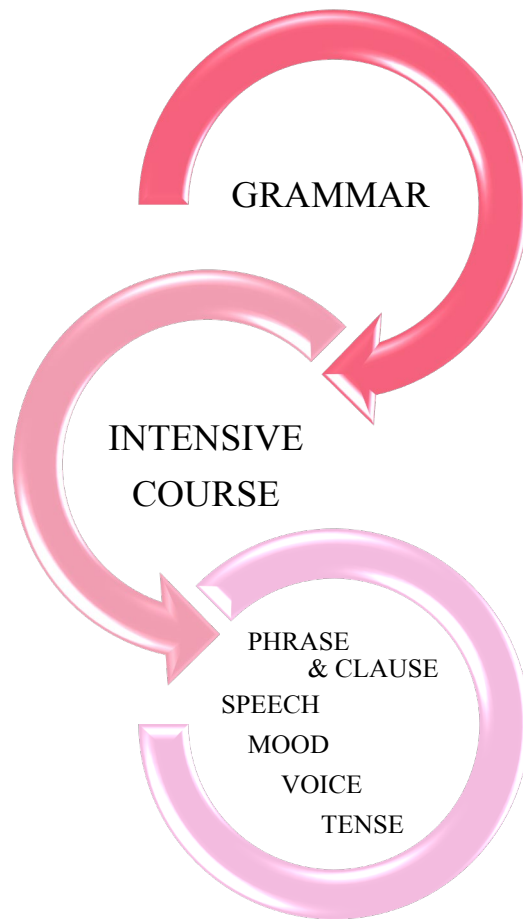 GRAMMAR
INTENSIVE
COURSE
PHRASE
& CLAUSE
SPEECH
MOOD
VOICE
TENSE